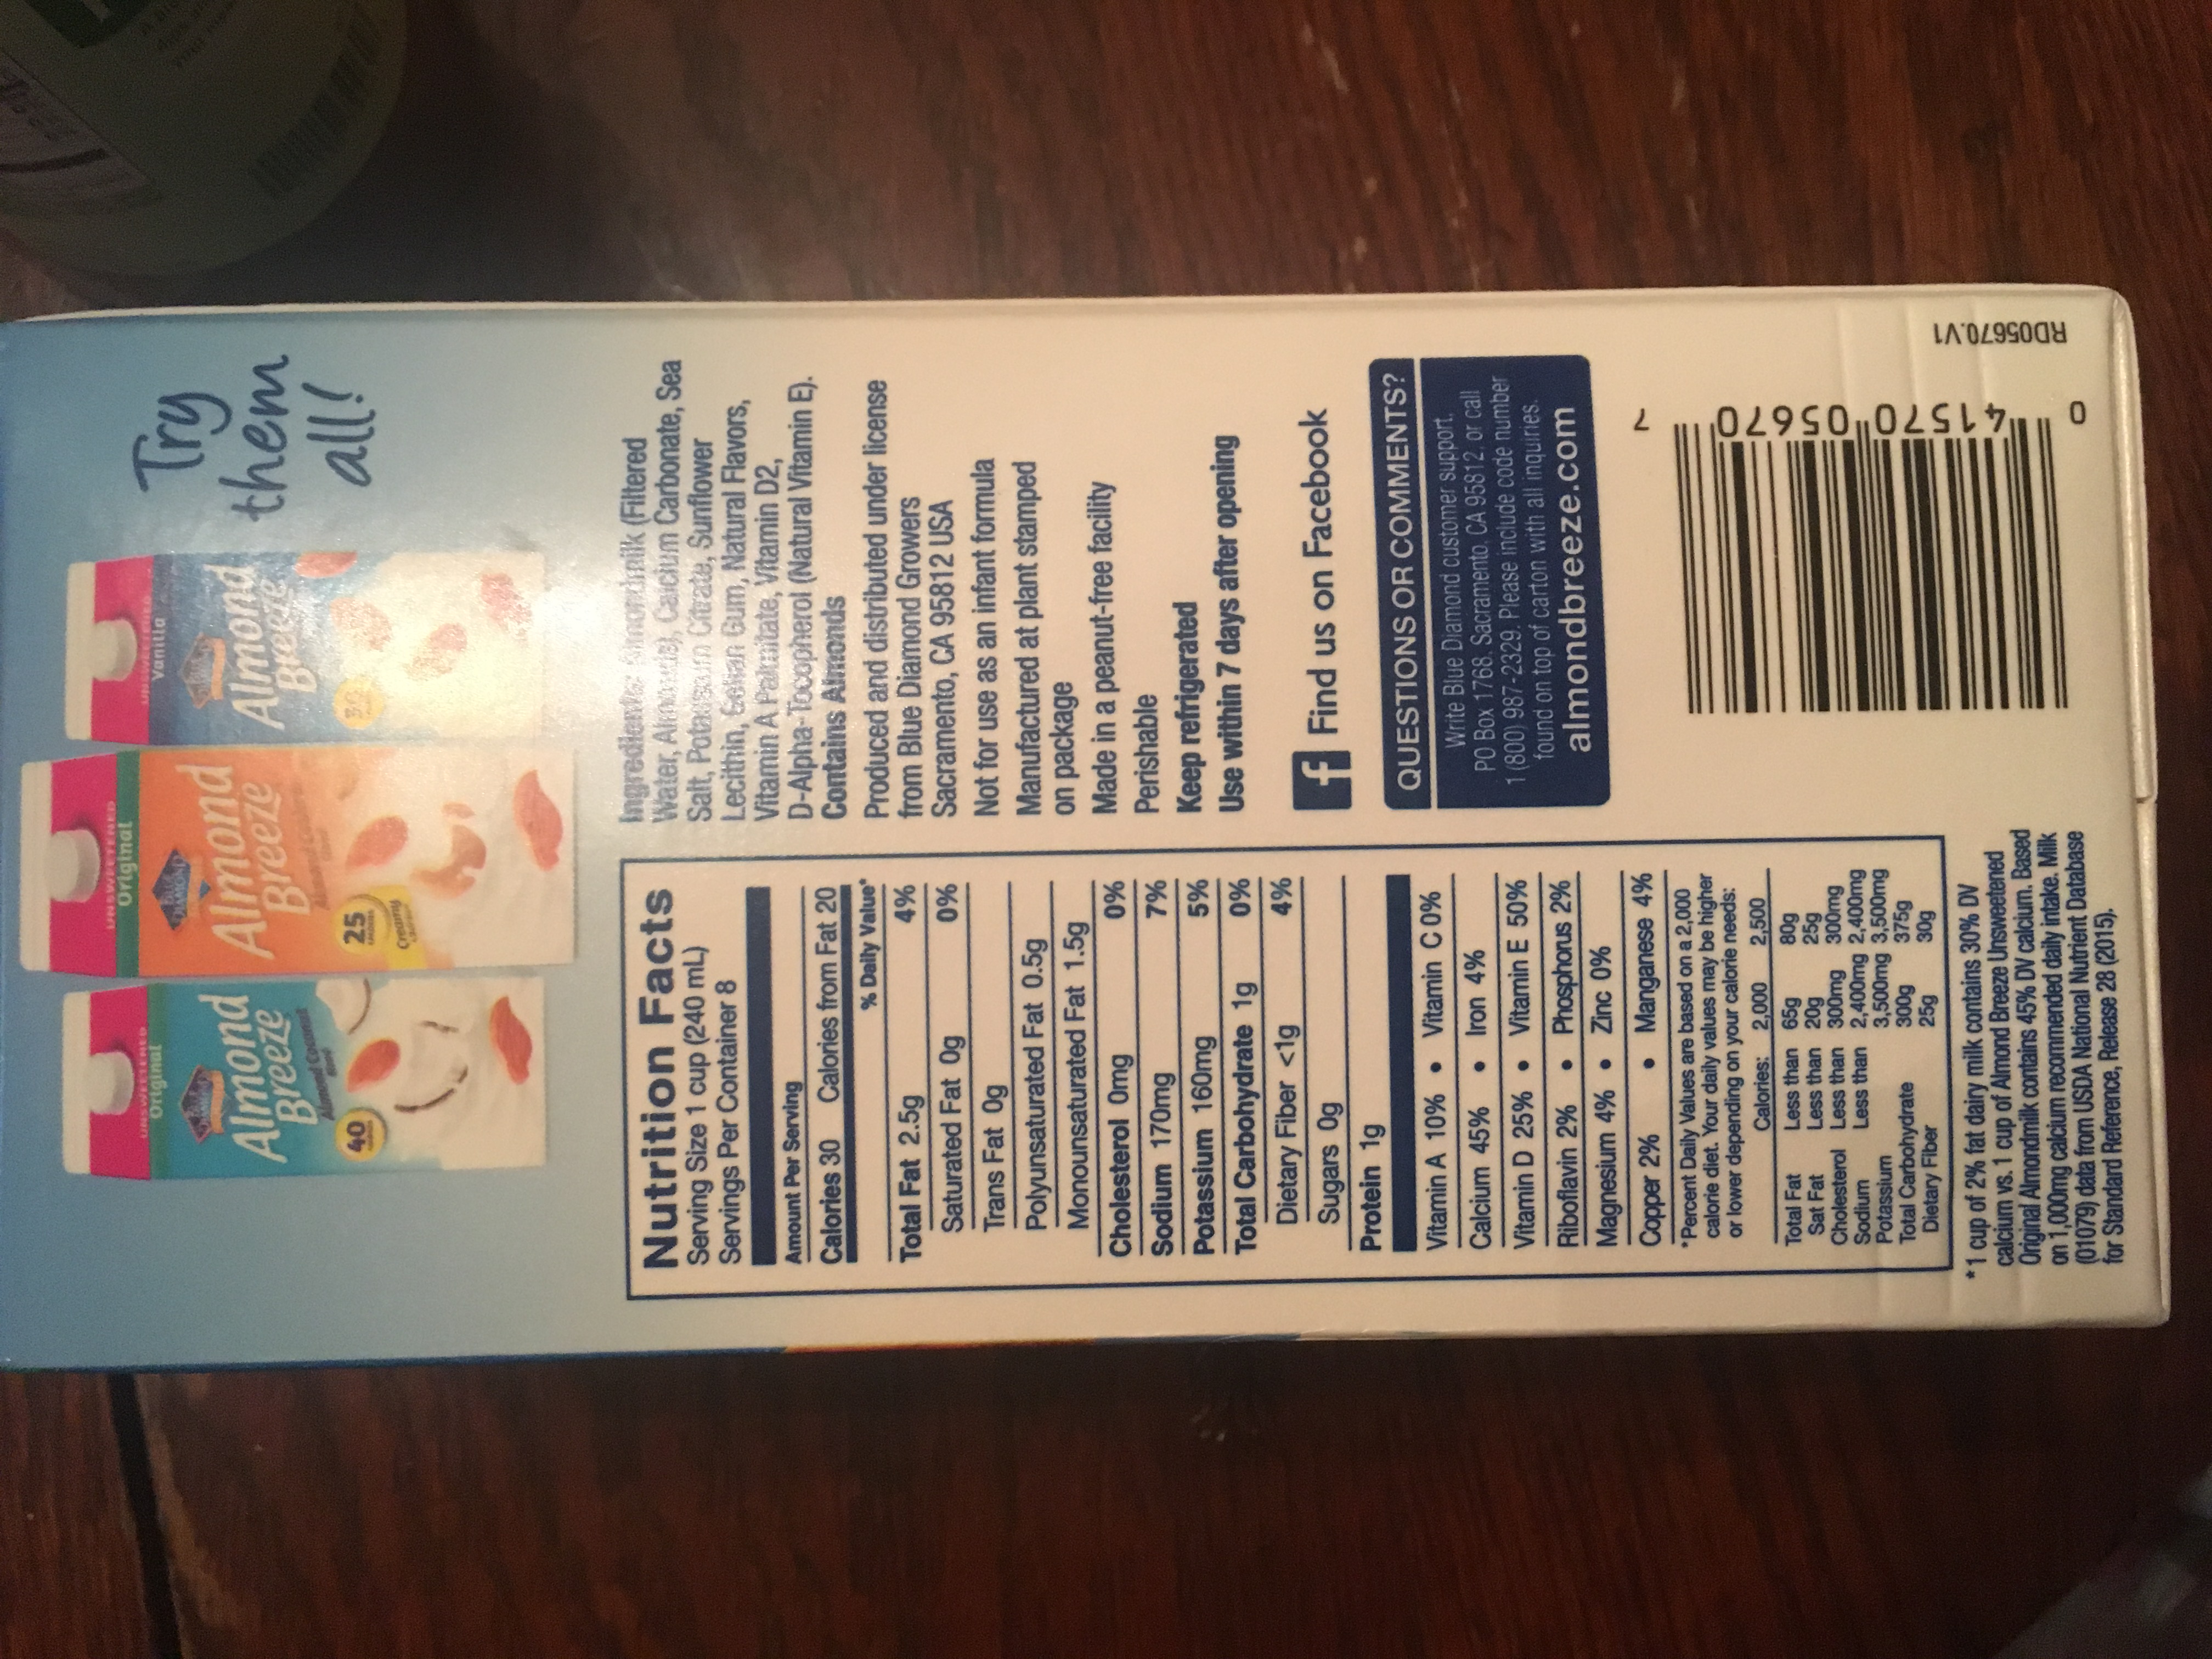 Try
them
all!
UNSWEETENED
Original
BLUE DIAMOND
Almond
Breeze
Almondmilk Coconutmilk
40
UNSWEETENED
Original
BLUE DIAMOND
Almond
Breeze
25
Creamy
UNSWEETENED
Vanilla
Almond
Breeze
30
Nutrition Facts
Serving Size 1 cup (240 mL)
Servings Per Container 8
Amount Per Serving
Calories 30 Calories from Fat 20
% Daily Value*
Total Fat 2.5g 4%
Saturated Fat 0g 0%
Trans Fat 0g
Polyunsaturated Fat 0.5g
Monounsaturated Fat 1.5g
Cholesterol 0mg 0%
Sodium 170mg 7%
Potassium 160mg 5%
Total Carbohydrate 1g 0%
Dietary Fiber <1g 4%
Sugars 0g
Protein 1g
Vitamin A 10% • Vitamin C 0%
Calcium 45% • Iron 4%
Vitamin D 25% • Vitamin E 50%
Riboflavin 2% • Phosphorus 2%
Magnesium 4% • Zinc 0%
Copper 2% • Manganese 4%
*Percent Daily Values are based on a 2,000
calorie diet. Your daily values may be higher
or lower depending on your calorie needs:
Calories: 2,000 2,500
Total Fat Less than 65g 80g
Sat Fat Less than 20g 25g
Cholesterol Less than 300mg 300mg
Sodium Less than 2,400mg 2,400mg
Potassium 3,500mg 3,500mg
Total Carbohydrate 300g 375g
Dietary Fiber 25g 30g
*1 cup of 2% fat dairy milk contains 30% DV
calcium vs. 1 cup of Almond Breeze Unsweetened
Original Almondmilk contains 45% DV calcium. Based
on 1,000mg calcium recommended daily intake. Milk
(01079) data from USDA National Nutrient Database
for Standard Reference, Release 28 (2015).
Ingredients: Almondmilk (Filtered
Water, Almonds), Calcium Carbonate, Sea
Salt, Potassium Citrate, Sunflower
Lecithin, Gellan Gum, Natural Flavors,
Vitamin A Palmitate, Vitamin D2,
D-Alpha-Tocopherol (Natural Vitamin E).
Contains Almonds
Produced and distributed under license
from Blue Diamond Growers
Sacramento, CA 95812 USA
Not for use as an infant formula
Manufactured at plant stamped
on package
Made in a peanut-free facility
Perishable
Keep refrigerated
Use within 7 days after opening
f Find us on Facebook
QUESTIONS OR COMMENTS?
Write Blue Diamond customer support,
PO Box 1768, Sacramento, CA 95812, or call
1 (800) 987-2329. Please include code number
found on top of carton with all inquiries.
almondbreeze.com
0 41570 05670 7
RD05670.V1